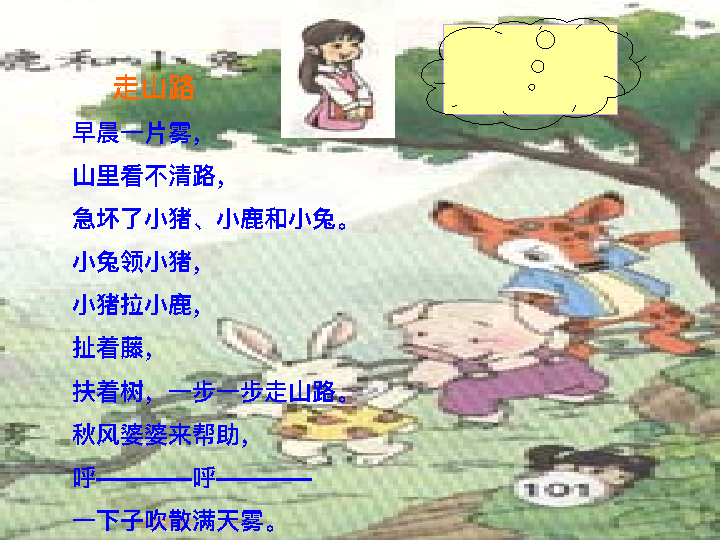 鹿和小兔
走山路
早晨一片雾，
山里看不清路，
急坏了小猪、小鹿和小兔。
小兔领小猪，
小猪拉小鹿，
扯着藤，
扶着树，一步一步走山路。
秋风婆婆来帮助，
呼————呼————
一下子吹散满天雾。
101